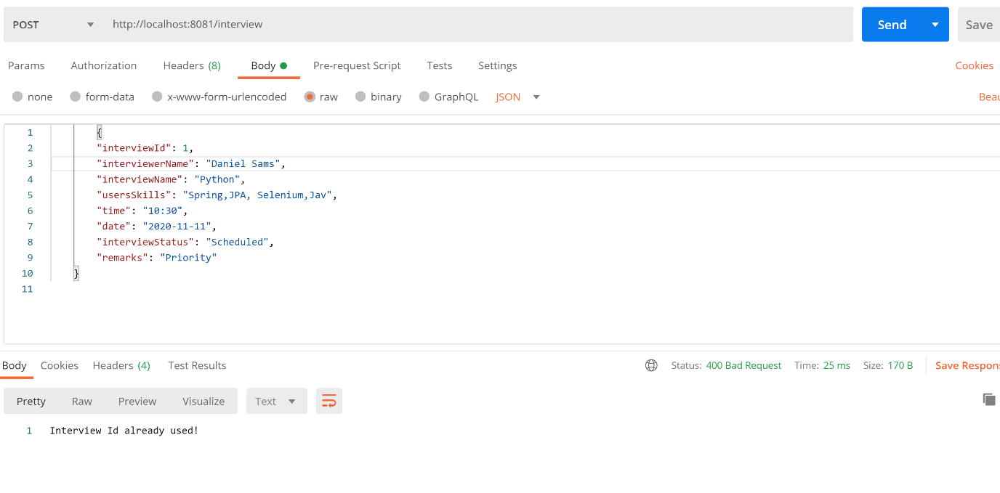 POST http://localhost:8081/interview Send Save
Params Authorization Headers (8) Body Pre-request Script Tests Settings Cookies
none form-data x-www-form-urlencoded raw binary GraphQL JSON Beau
1 {
2 "interviewId": 1,
3 "interviewerName": "Daniel Sams",
4 "interviewName": "Python",
5 "usersSkills": "Spring,JPA, Selenium,Jav",
6 "time": "10:30",
7 "date": "2020-11-11",
8 "interviewStatus": "Scheduled",
9 "remarks": "Priority"
10 }
11
Body Cookies Headers (4) Test Results Status: 400 Bad Request Time: 25 ms Size: 170 B Save Respons
Pretty Raw Preview Visualize Text
1 Interview Id already used!